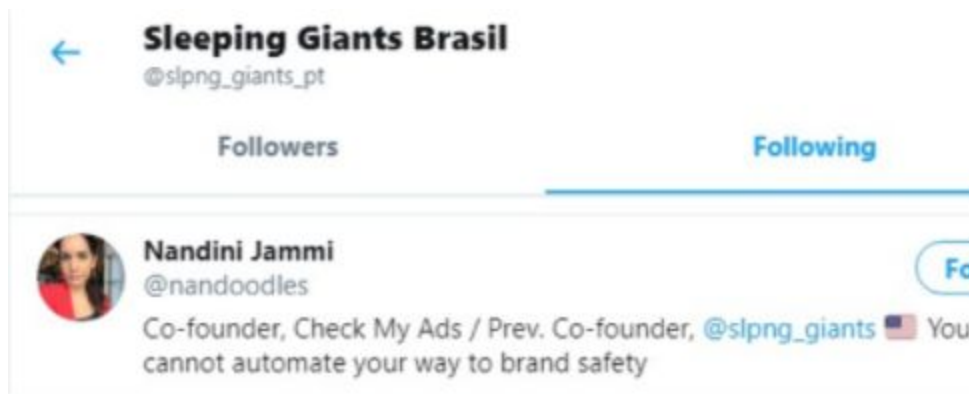 Sleeping Giants Brasil
@slpng_giants_pt
Followers
Following
Nandini Jammi
@nandoodles
Fo
Co-founder, Check My Ads / Prev. Co-founder, @slpng_giants 🇺🇸 You
cannot automate your way to brand safety